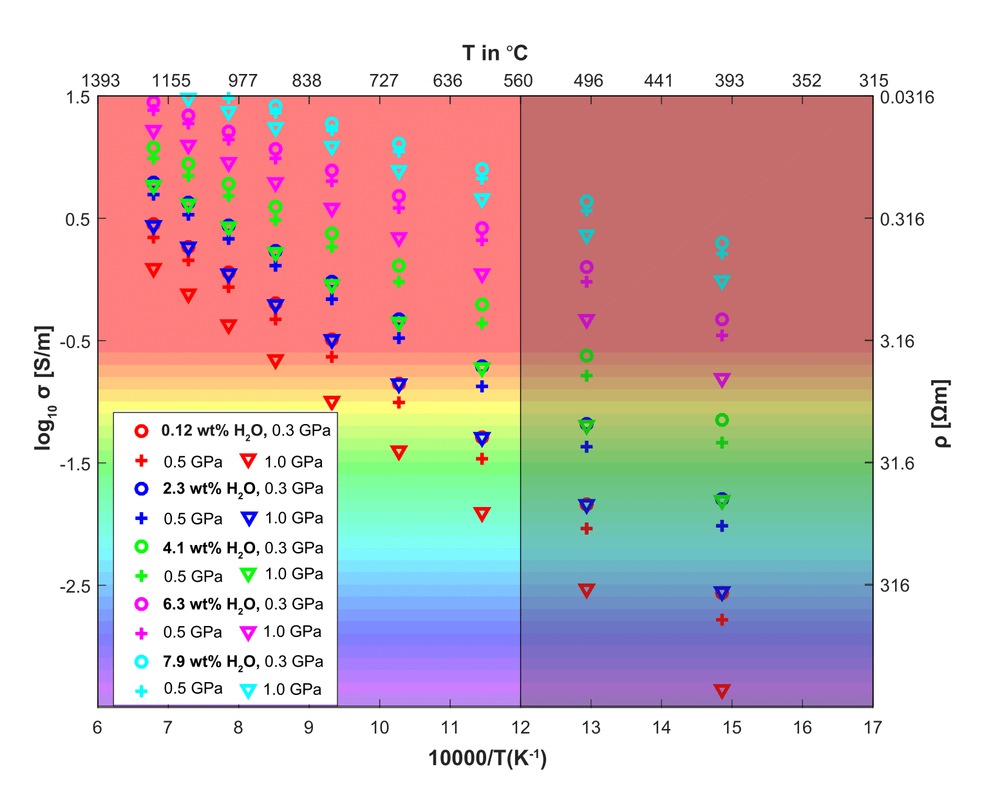 T in °C
1393 1155 977 838 727 636 560 496 441 393 352 315
1.5 0.0316
0.5 0.316
-0.5 3.16
-1.5 31.6
-2.5 316
log10 σ [S/m]
ρ [Ωm]
0.12 wt% H2O, 0.3 GPa
0.5 GPa 1.0 GPa
2.3 wt% H2O, 0.3 GPa
0.5 GPa 1.0 GPa
4.1 wt% H2O, 0.3 GPa
0.5 GPa 1.0 GPa
6.3 wt% H2O, 0.3 GPa
0.5 GPa 1.0 GPa
7.9 wt% H2O, 0.3 GPa
0.5 GPa 1.0 GPa
6 7 8 9 10 11 12 13 14 15 16 17
10000/T(K-1)